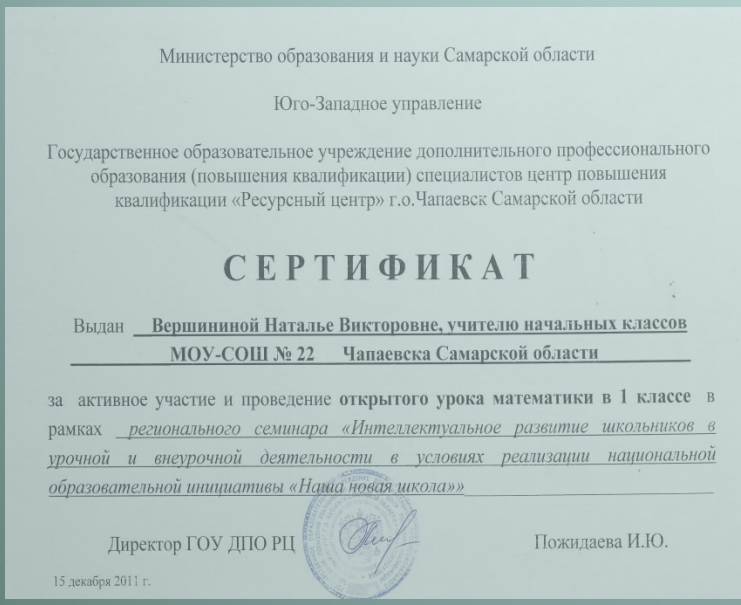 Министерство образования и науки Самарской области
Юго-Западное управление
Государственное образовательное учреждение дополнительного профессионального
образования (повышения квалификации) специалистов центр повышения
квалификации «Ресурсный центр» г.о.Чапаевск Самарской области
СЕРТИФИКАТ
Выдан Вершининой Наталье Викторовне, учителю начальных классов
МОУ-СОШ № 22 Чапаевска Самарской области
за активное участие и проведение открытого урока математики в 1 классе в
рамках регионального семинара «Интеллектуальное развитие школьников в
урочной и внеурочной деятельности в условиях реализации национальной
образовательной инициативы «Наша новая школа»»
Директор ГОУ ДПО РЦ Пожидаева И.Ю.
15 декабря 2011 г.